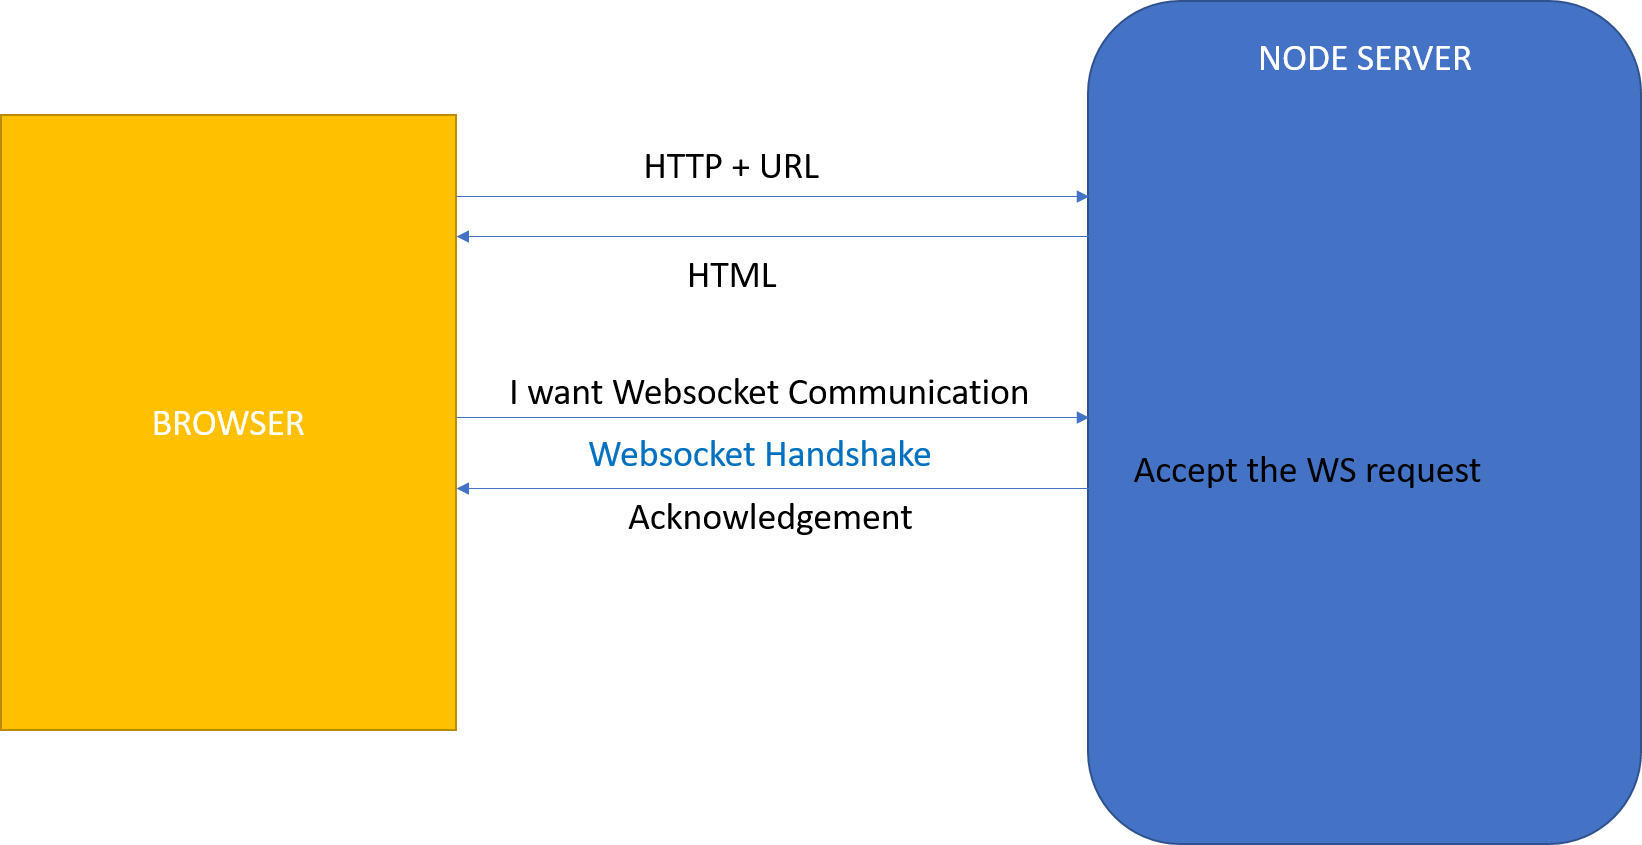 NODE SERVER
HTTP + URL
HTML
I want Websocket Communication
BROWSER
Websocket Handshake
Accept the WS request
Acknowledgement